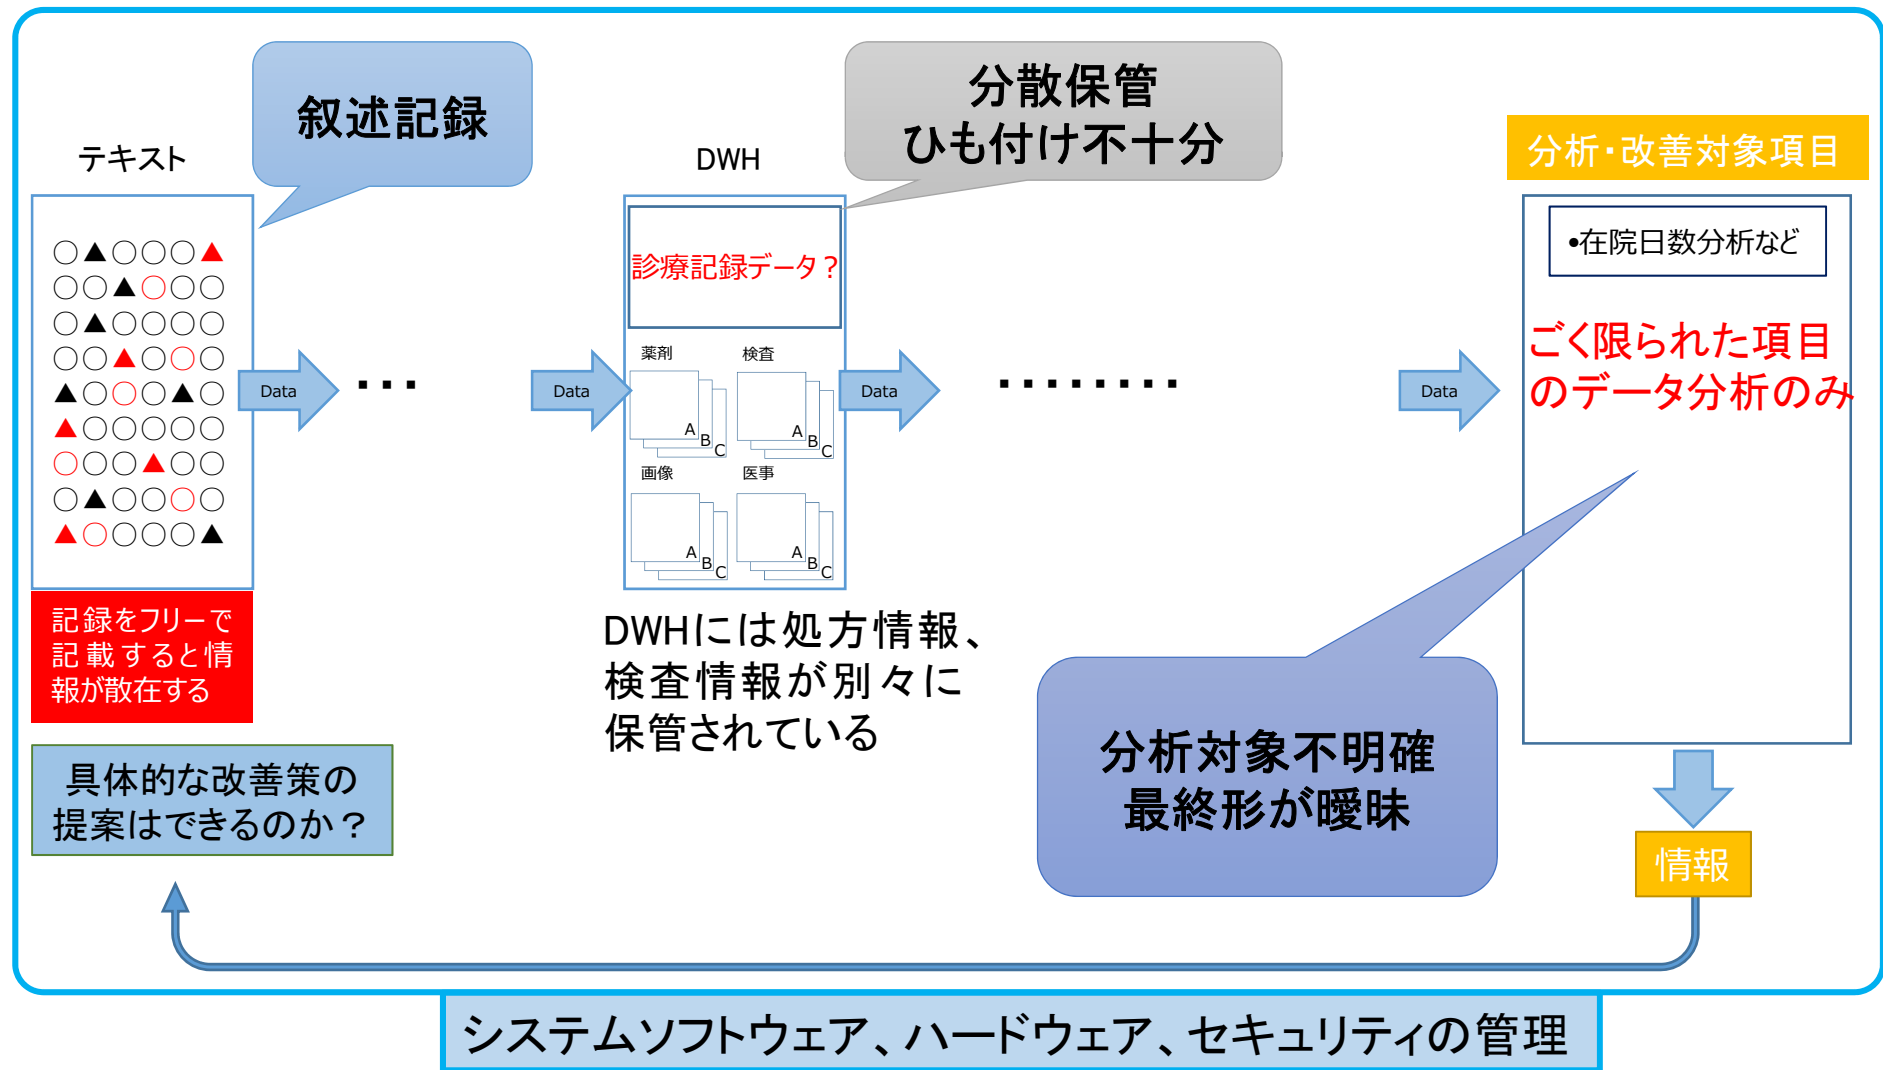 叙述記録
分散保管
ひも付け不十分
テキスト
DWH
分析・改善対象項目
診療記録データ？
•在院日数分析など
ごく限られた項目
のデータ分析のみ
薬剤
検査
Data
・・・
Data
Data
・・・・・・・・
Data
A
B
C
A
B
C
画像
医事
A
B
C
A
B
C
記録をフリーで
記載すると情
報が散在する
DWHには処方情報、
検査情報が別々に
保管されている
分析対象不明確
最終形が曖昧
具体的な改善策の
提案はできるのか？
情報
システムソフトウェア、ハードウェア、セキュリティの管理